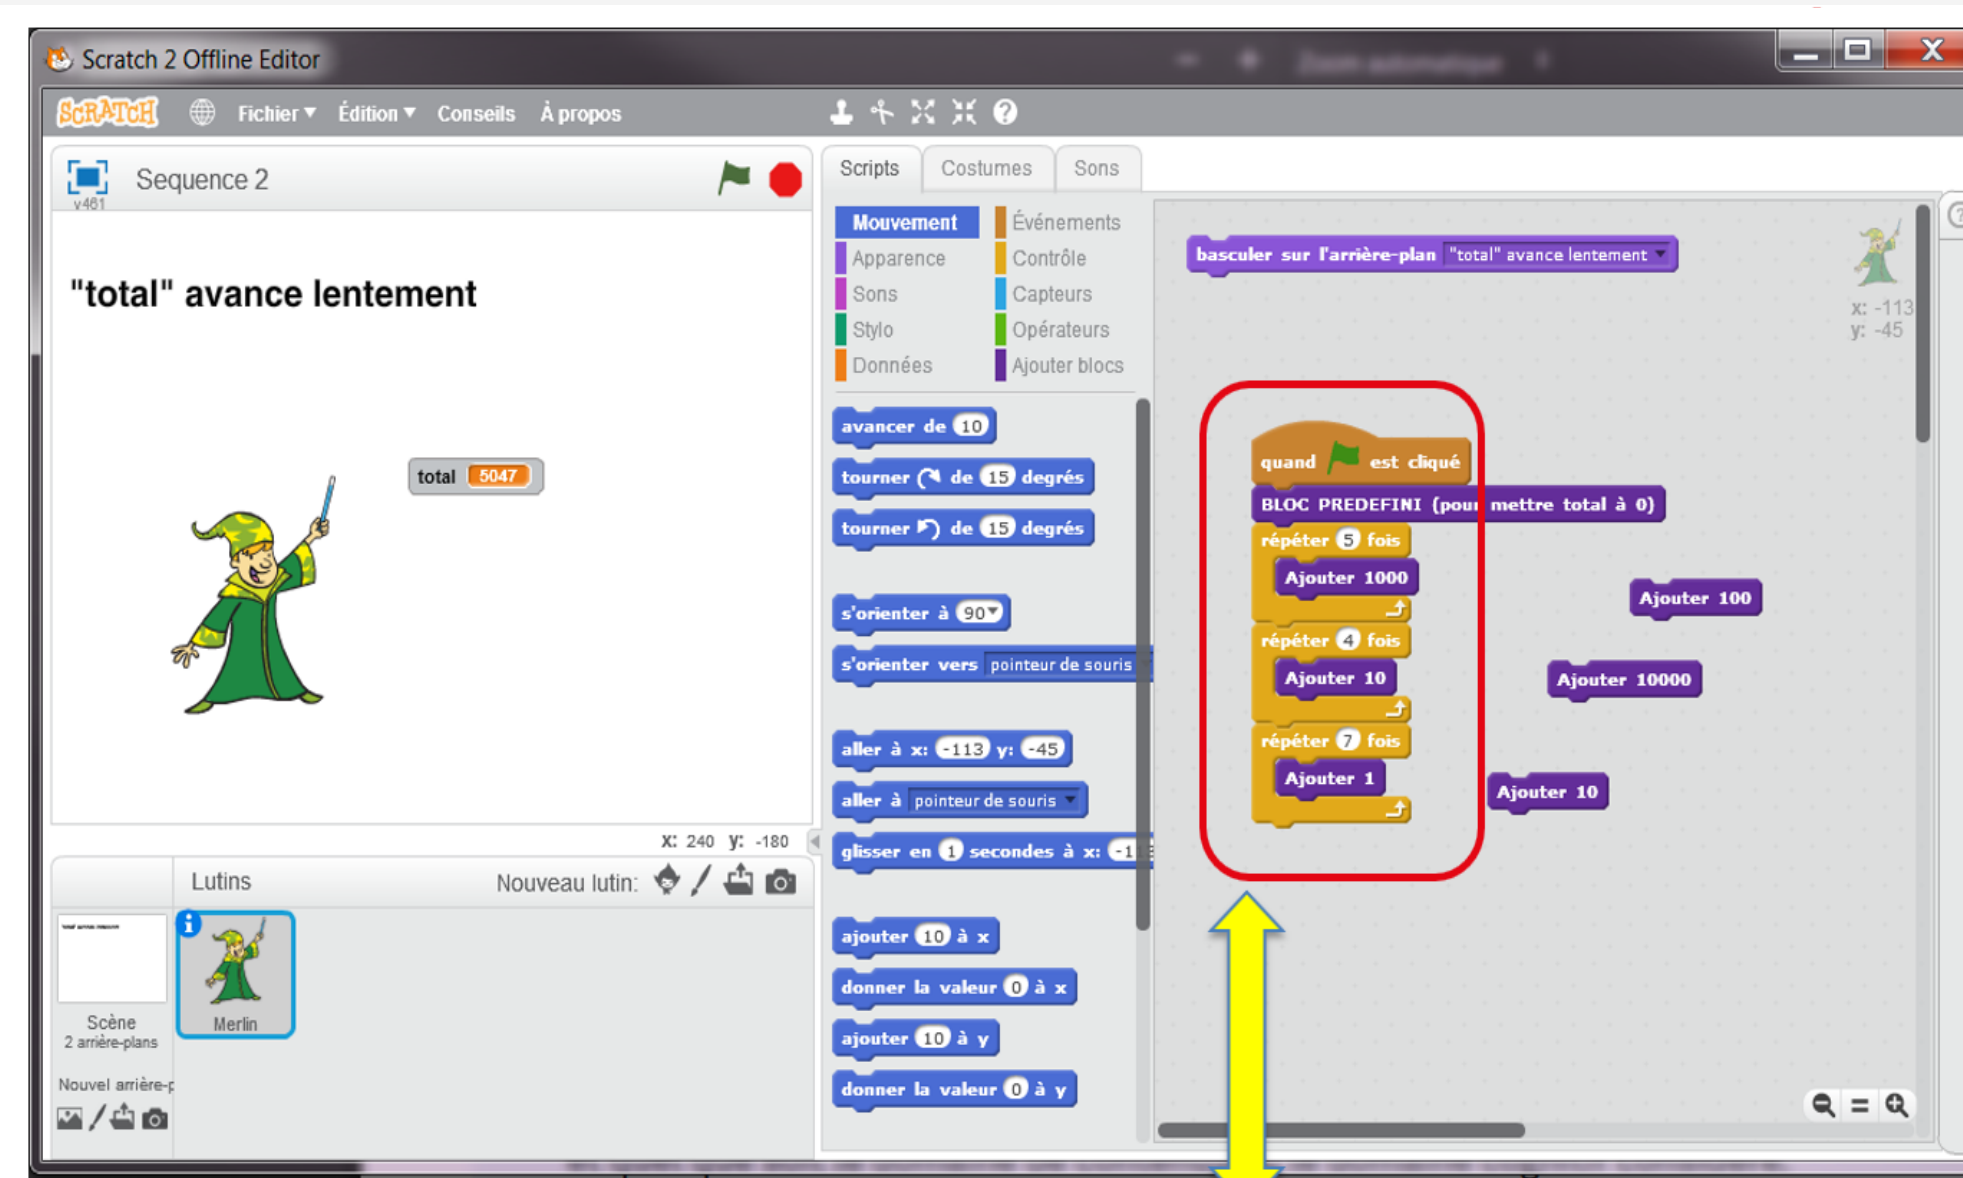 Scratch 2 Offline Editor
SCRATCH Fichier Édition Conseils À propos
v461 Sequence 2
"total" avance lentement
total 5047
x: 240 y: -180
Lutins Nouveau lutin:
Scène
2 arrière-plans
Merlin
Nouvel arrière-p
Scripts Costumes Sons
Mouvement Événements
Apparence Contrôle
Sons Capteurs
Stylo Opérateurs
Données Ajouter blocs
avancer de 10
tourner de 15 degrés
tourner de 15 degrés
s'orienter à 90
s'orienter vers pointeur de souris
aller à x: -113 y: -45
aller à pointeur de souris
glisser en 1 secondes à x: -11
ajouter 10 à x
donner la valeur 0 à x
ajouter 10 à y
donner la valeur 0 à y
basculer sur l'arrière-plan "total" avance lentement
x: -113
y: -45
quand est cliqué
BLOC PREDEFINI (pour mettre total à 0)
répéter 5 fois
Ajouter 1000
répéter 4 fois
Ajouter 10
répéter 7 fois
Ajouter 1
Ajouter 100
Ajouter 10000
Ajouter 10